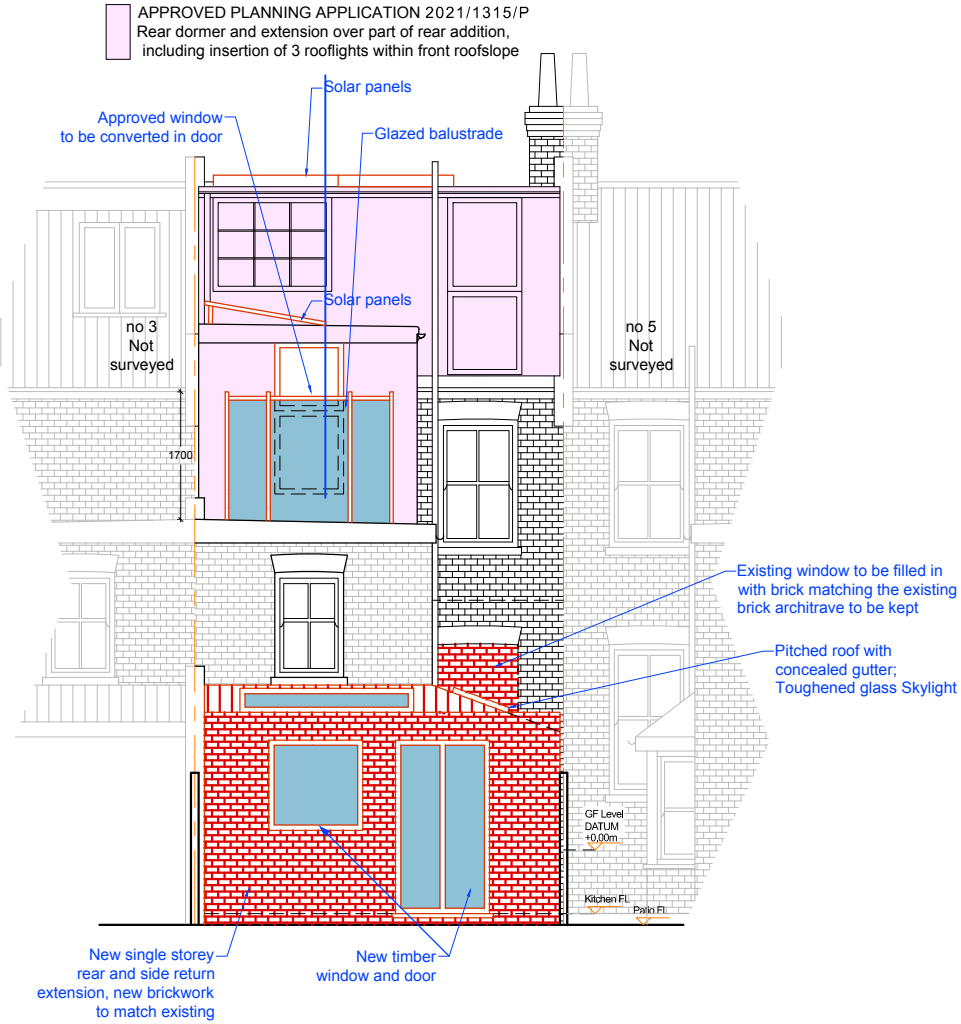 APPROVED PLANNING APPLICATION 2021/1315/P
Rear dormer and extension over part of rear addition,
including insertion of 3 rooflights within front roofslope
Solar panels
Approved window
to be converted in door
Glazed balustrade
Solar panels
no 3
Not
surveyed
no 5
Not
surveyed
1700
Existing window to be filled in
with brick matching the existing
brick architrave to be kept
Pitched roof with
concealed gutter;
Toughened glass Skylight
GF Level
DATUM
+0,00m
Kitchen FL
Patio FL
New single storey
rear and side return
extension, new brickwork
to match existing
New timber
window and door